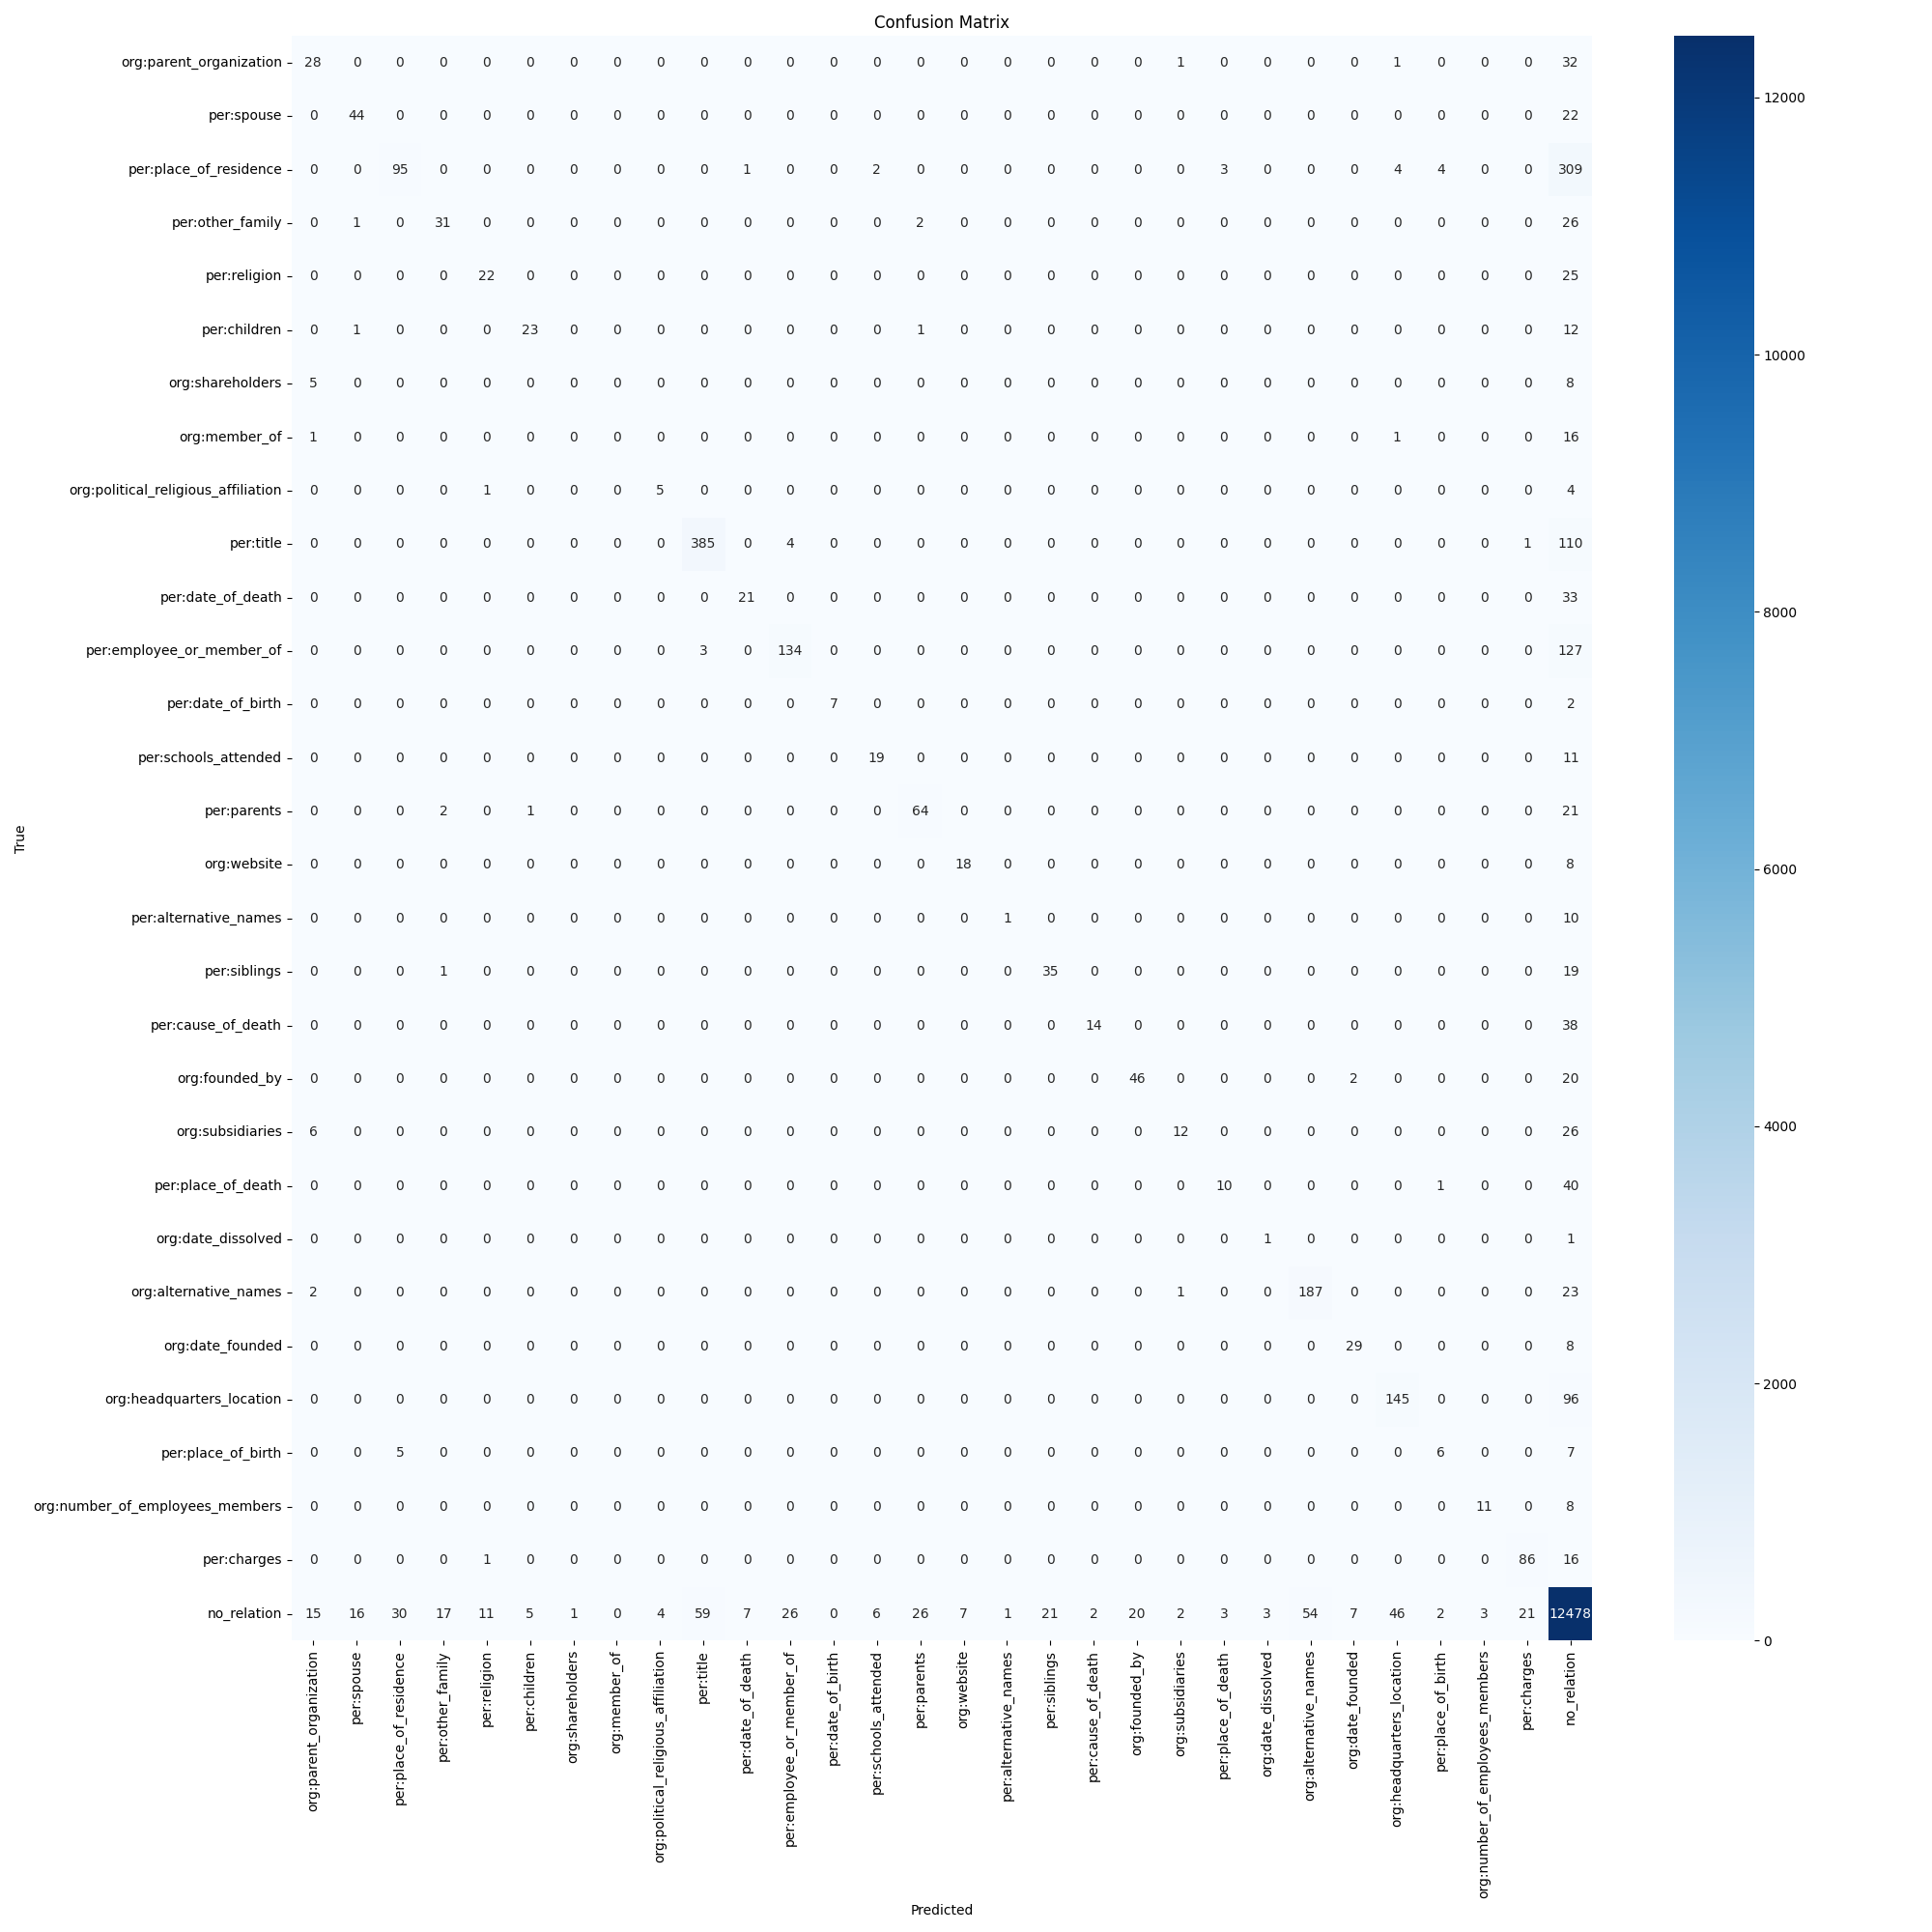 Confusion Matrix
org:parent_organization 28 0 0 0 0 0 0 0 0 0 0 0 0 0 0 0 0 0 0 0 1 0 0 0 0 1 0 0 0 32
per:spouse 0 44 0 0 0 0 0 0 0 0 0 0 0 0 0 0 0 0 0 0 0 0 0 0 0 0 0 0 0 22
per:place_of_residence 0 0 95 0 0 0 0 0 0 0 1 0 0 2 0 0 0 0 0 0 0 3 0 0 0 4 4 0 0 309
per:other_family 0 1 0 31 0 0 0 0 0 0 0 0 0 0 2 0 0 0 0 0 0 0 0 0 0 0 0 0 0 26
per:religion 0 0 0 0 22 0 0 0 0 0 0 0 0 0 0 0 0 0 0 0 0 0 0 0 0 0 0 0 0 25
per:children 0 1 0 0 0 23 0 0 0 0 0 0 0 0 1 0 0 0 0 0 0 0 0 0 0 0 0 0 0 12
org:shareholders 5 0 0 0 0 0 0 0 0 0 0 0 0 0 0 0 0 0 0 0 0 0 0 0 0 0 0 0 0 8
org:member_of 1 0 0 0 0 0 0 0 0 0 0 0 0 0 0 0 0 0 0 0 0 0 0 0 0 1 0 0 0 16
org:political_religious_affiliation 0 0 0 0 1 0 0 0 5 0 0 0 0 0 0 0 0 0 0 0 0 0 0 0 0 0 0 0 0 4
per:title 0 0 0 0 0 0 0 0 0 385 0 4 0 0 0 0 0 0 0 0 0 0 0 0 0 0 0 0 1 110
per:date_of_death 0 0 0 0 0 0 0 0 0 0 21 0 0 0 0 0 0 0 0 0 0 0 0 0 0 0 0 0 0 33
per:employee_or_member_of 0 0 0 0 0 0 0 0 0 3 0 134 0 0 0 0 0 0 0 0 0 0 0 0 0 0 0 0 0 127
per:date_of_birth 0 0 0 0 0 0 0 0 0 0 0 0 7 0 0 0 0 0 0 0 0 0 0 0 0 0 0 0 0 2
per:schools_attended 0 0 0 0 0 0 0 0 0 0 0 0 0 19 0 0 0 0 0 0 0 0 0 0 0 0 0 0 0 11
per:parents 0 0 0 2 0 1 0 0 0 0 0 0 0 0 64 0 0 0 0 0 0 0 0 0 0 0 0 0 0 21
org:website 0 0 0 0 0 0 0 0 0 0 0 0 0 0 0 18 0 0 0 0 0 0 0 0 0 0 0 0 0 8
per:alternative_names 0 0 0 0 0 0 0 0 0 0 0 0 0 0 0 0 1 0 0 0 0 0 0 0 0 0 0 0 0 10
per:siblings 0 0 0 1 0 0 0 0 0 0 0 0 0 0 0 0 0 35 0 0 0 0 0 0 0 0 0 0 0 19
per:cause_of_death 0 0 0 0 0 0 0 0 0 0 0 0 0 0 0 0 0 0 14 0 0 0 0 0 0 0 0 0 0 38
org:founded_by 0 0 0 0 0 0 0 0 0 0 0 0 0 0 0 0 0 0 0 46 0 0 0 0 2 0 0 0 0 20
org:subsidiaries 6 0 0 0 0 0 0 0 0 0 0 0 0 0 0 0 0 0 0 0 12 0 0 0 0 0 0 0 0 26
per:place_of_death 0 0 0 0 0 0 0 0 0 0 0 0 0 0 0 0 0 0 0 0 0 10 0 0 0 0 1 0 0 40
org:date_dissolved 0 0 0 0 0 0 0 0 0 0 0 0 0 0 0 0 0 0 0 0 0 0 1 0 0 0 0 0 0 1
org:alternative_names 2 0 0 0 0 0 0 0 0 0 0 0 0 0 0 0 0 0 0 0 1 0 0 187 0 0 0 0 0 23
org:date_founded 0 0 0 0 0 0 0 0 0 0 0 0 0 0 0 0 0 0 0 0 0 0 0 0 29 0 0 0 0 8
org:headquarters_location 0 0 0 0 0 0 0 0 0 0 0 0 0 0 0 0 0 0 0 0 0 0 0 0 0 145 0 0 0 96
per:place_of_birth 0 0 5 0 0 0 0 0 0 0 0 0 0 0 0 0 0 0 0 0 0 0 0 0 0 0 6 0 0 7
org:number_of_employees_members 0 0 0 0 0 0 0 0 0 0 0 0 0 0 0 0 0 0 0 0 0 0 0 0 0 0 0 11 0 8
per:charges 0 0 0 0 1 0 0 0 0 0 0 0 0 0 0 0 0 0 0 0 0 0 0 0 0 0 0 0 86 16
no_relation 15 16 30 17 11 5 1 0 4 59 7 26 0 6 26 7 1 21 2 20 2 3 3 54 7 46 2 3 21 12478
True
org:parent_organization
per:spouse
per:place_of_residence
per:other_family
per:religion
per:children
org:shareholders
org:member_of
org:political_religious_affiliation
per:title
per:date_of_death
per:employee_or_member_of
per:date_of_birth
per:schools_attended
per:parents
org:website
per:alternative_names
per:siblings
per:cause_of_death
org:founded_by
org:subsidiaries
per:place_of_death
org:date_dissolved
org:alternative_names
org:date_founded
org:headquarters_location
per:place_of_birth
org:number_of_employees_members
per:charges
no_relation
Predicted
12000
10000
8000
6000
4000
2000
0